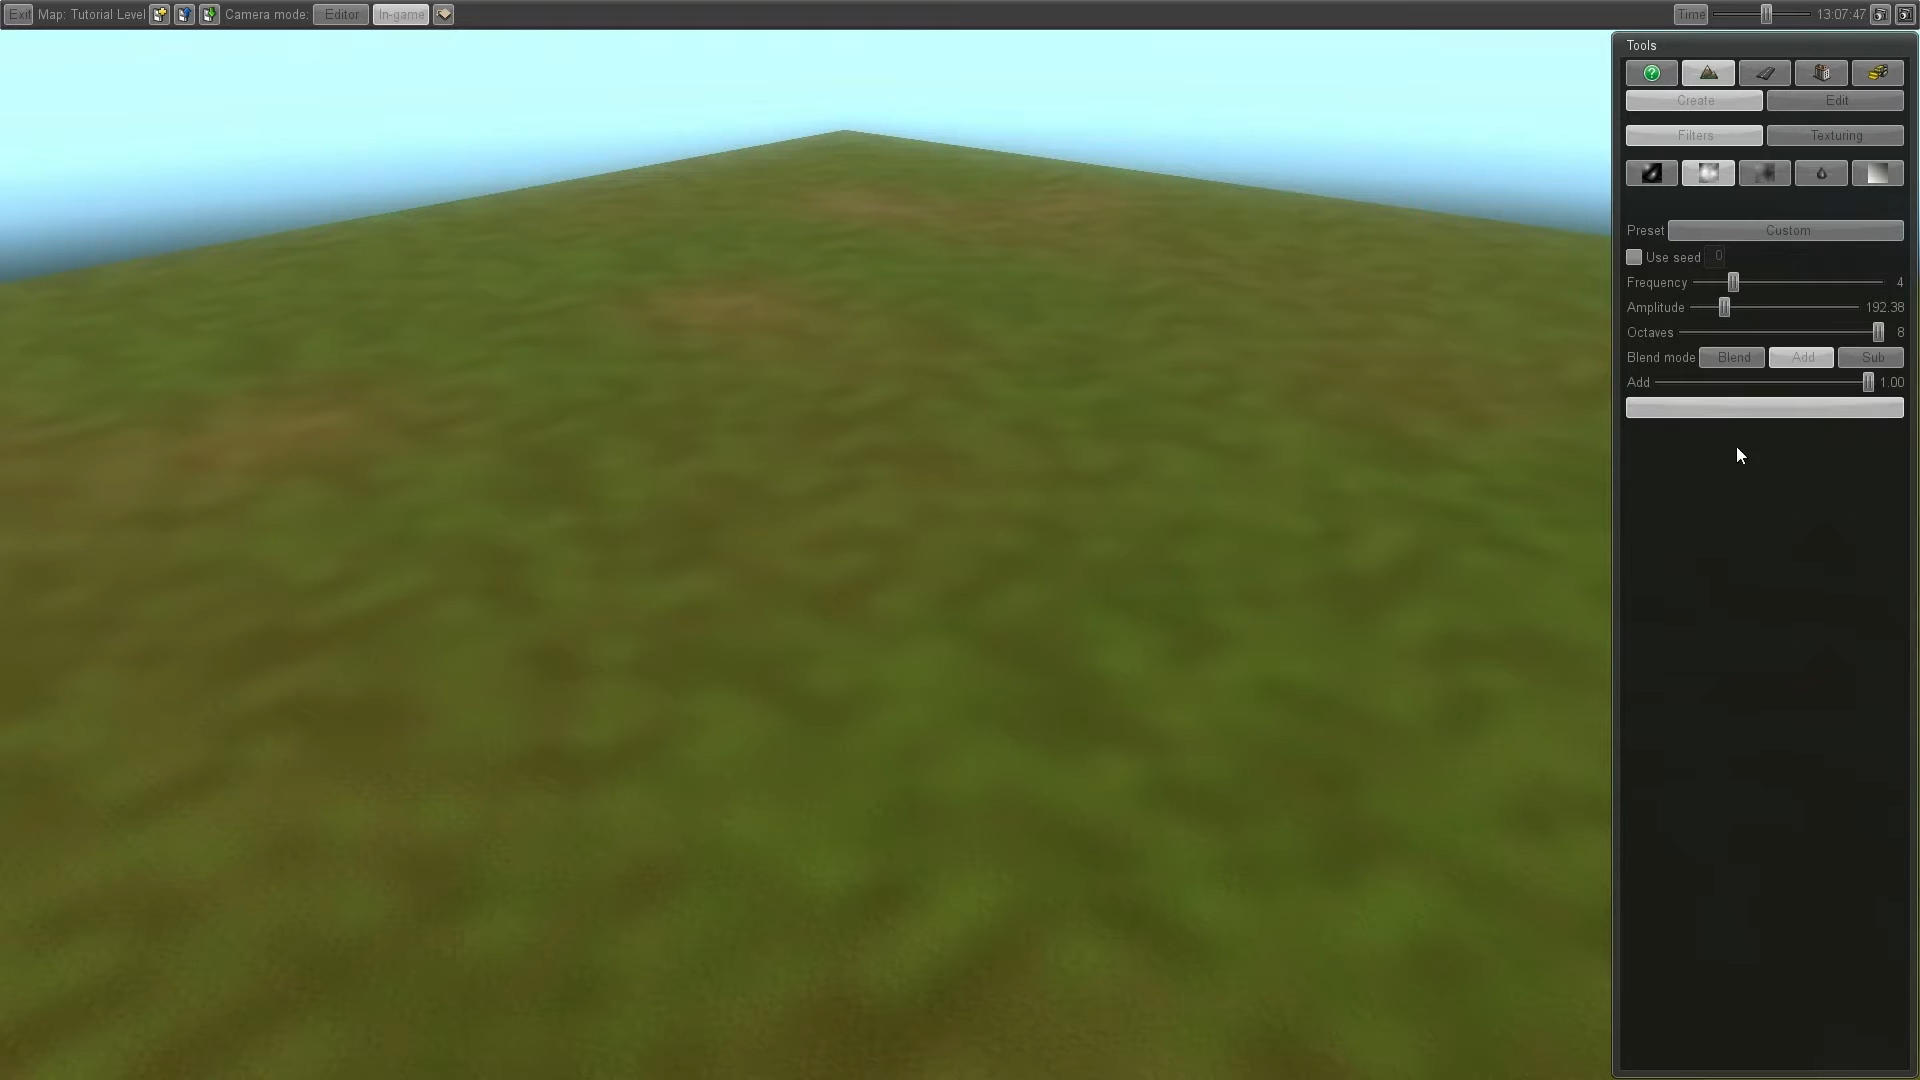 Exit Map: Tutorial Level Camera mode: Editor In-game Time 13:07:47
Tools
Create Edit
Filters Texturing
Preset Custom
Use seed 0
Frequency 4
Amplitude 192.38
Octaves 8
Blend mode Blend Add Sub
Add 1.00